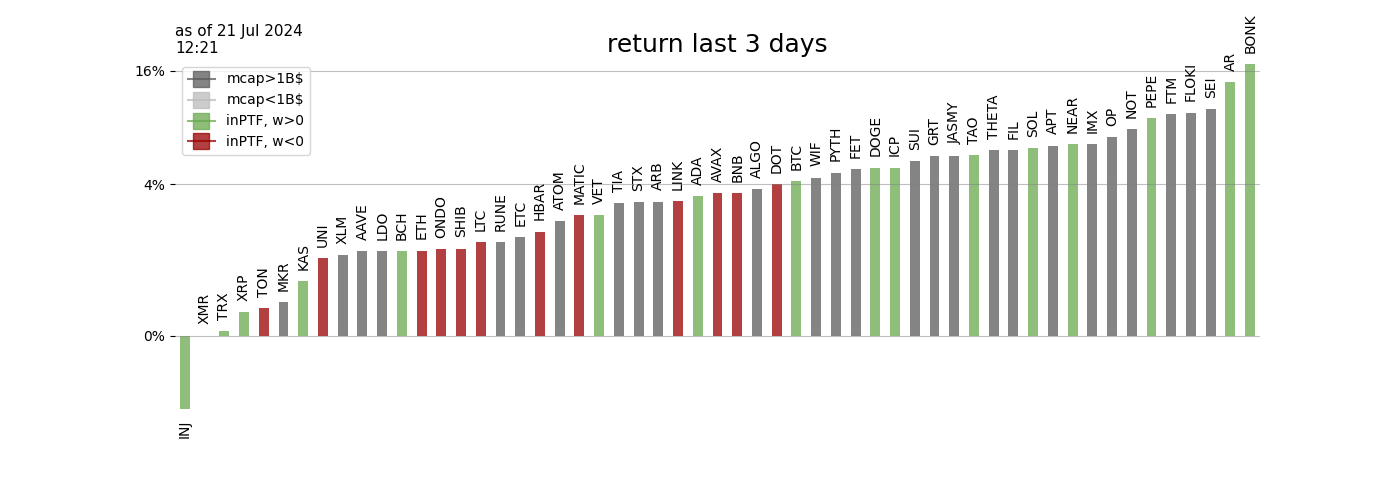 as of 21 Jul 2024
12:21
return last 3 days
16%
4%
0%
mcap>1B$
mcap<1B$
inPTF, w>0
inPTF, w<0
INJ
XMR
TRX
XRP
TON
MKR
KAS
UNI
XLM
AAVE
LDO
BCH
ETH
ONDO
SHIB
LTC
RUNE
ETC
HBAR
ATOM
MATIC
VET
TIA
STX
ARB
LINK
ADA
AVAX
BNB
ALGO
DOT
BTC
WIF
PYTH
FET
DOGE
ICP
SUI
GRT
JASMY
TAO
THETA
FIL
SOL
APT
NEAR
IMX
OP
NOT
PEPE
FTM
FLOKI
SEI
AR
BONK